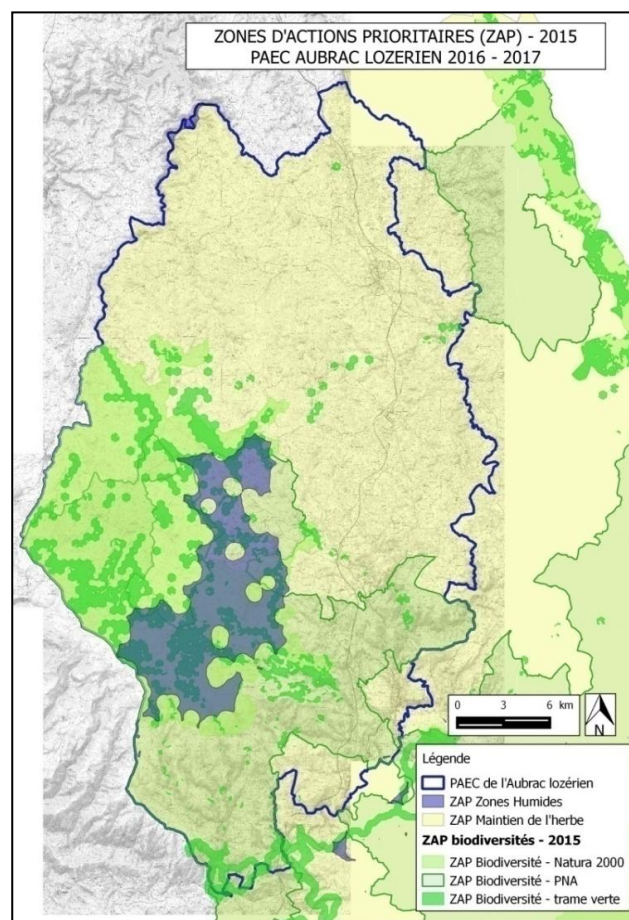 ZONES D'ACTIONS PRIORITAIRES (ZAP) - 2015
PAEC AUBRAC LOZERIEN 2016 - 2017
0 3 6 km
N
Légende
PAEC de l'Aubrac lozérien
ZAP Zones Humides
ZAP Maintien de l'herbe
ZAP biodiversités - 2015
ZAP Biodiversité - Natura 2000
ZAP Biodiversité - PNA
ZAP Biodiversité - trame verte